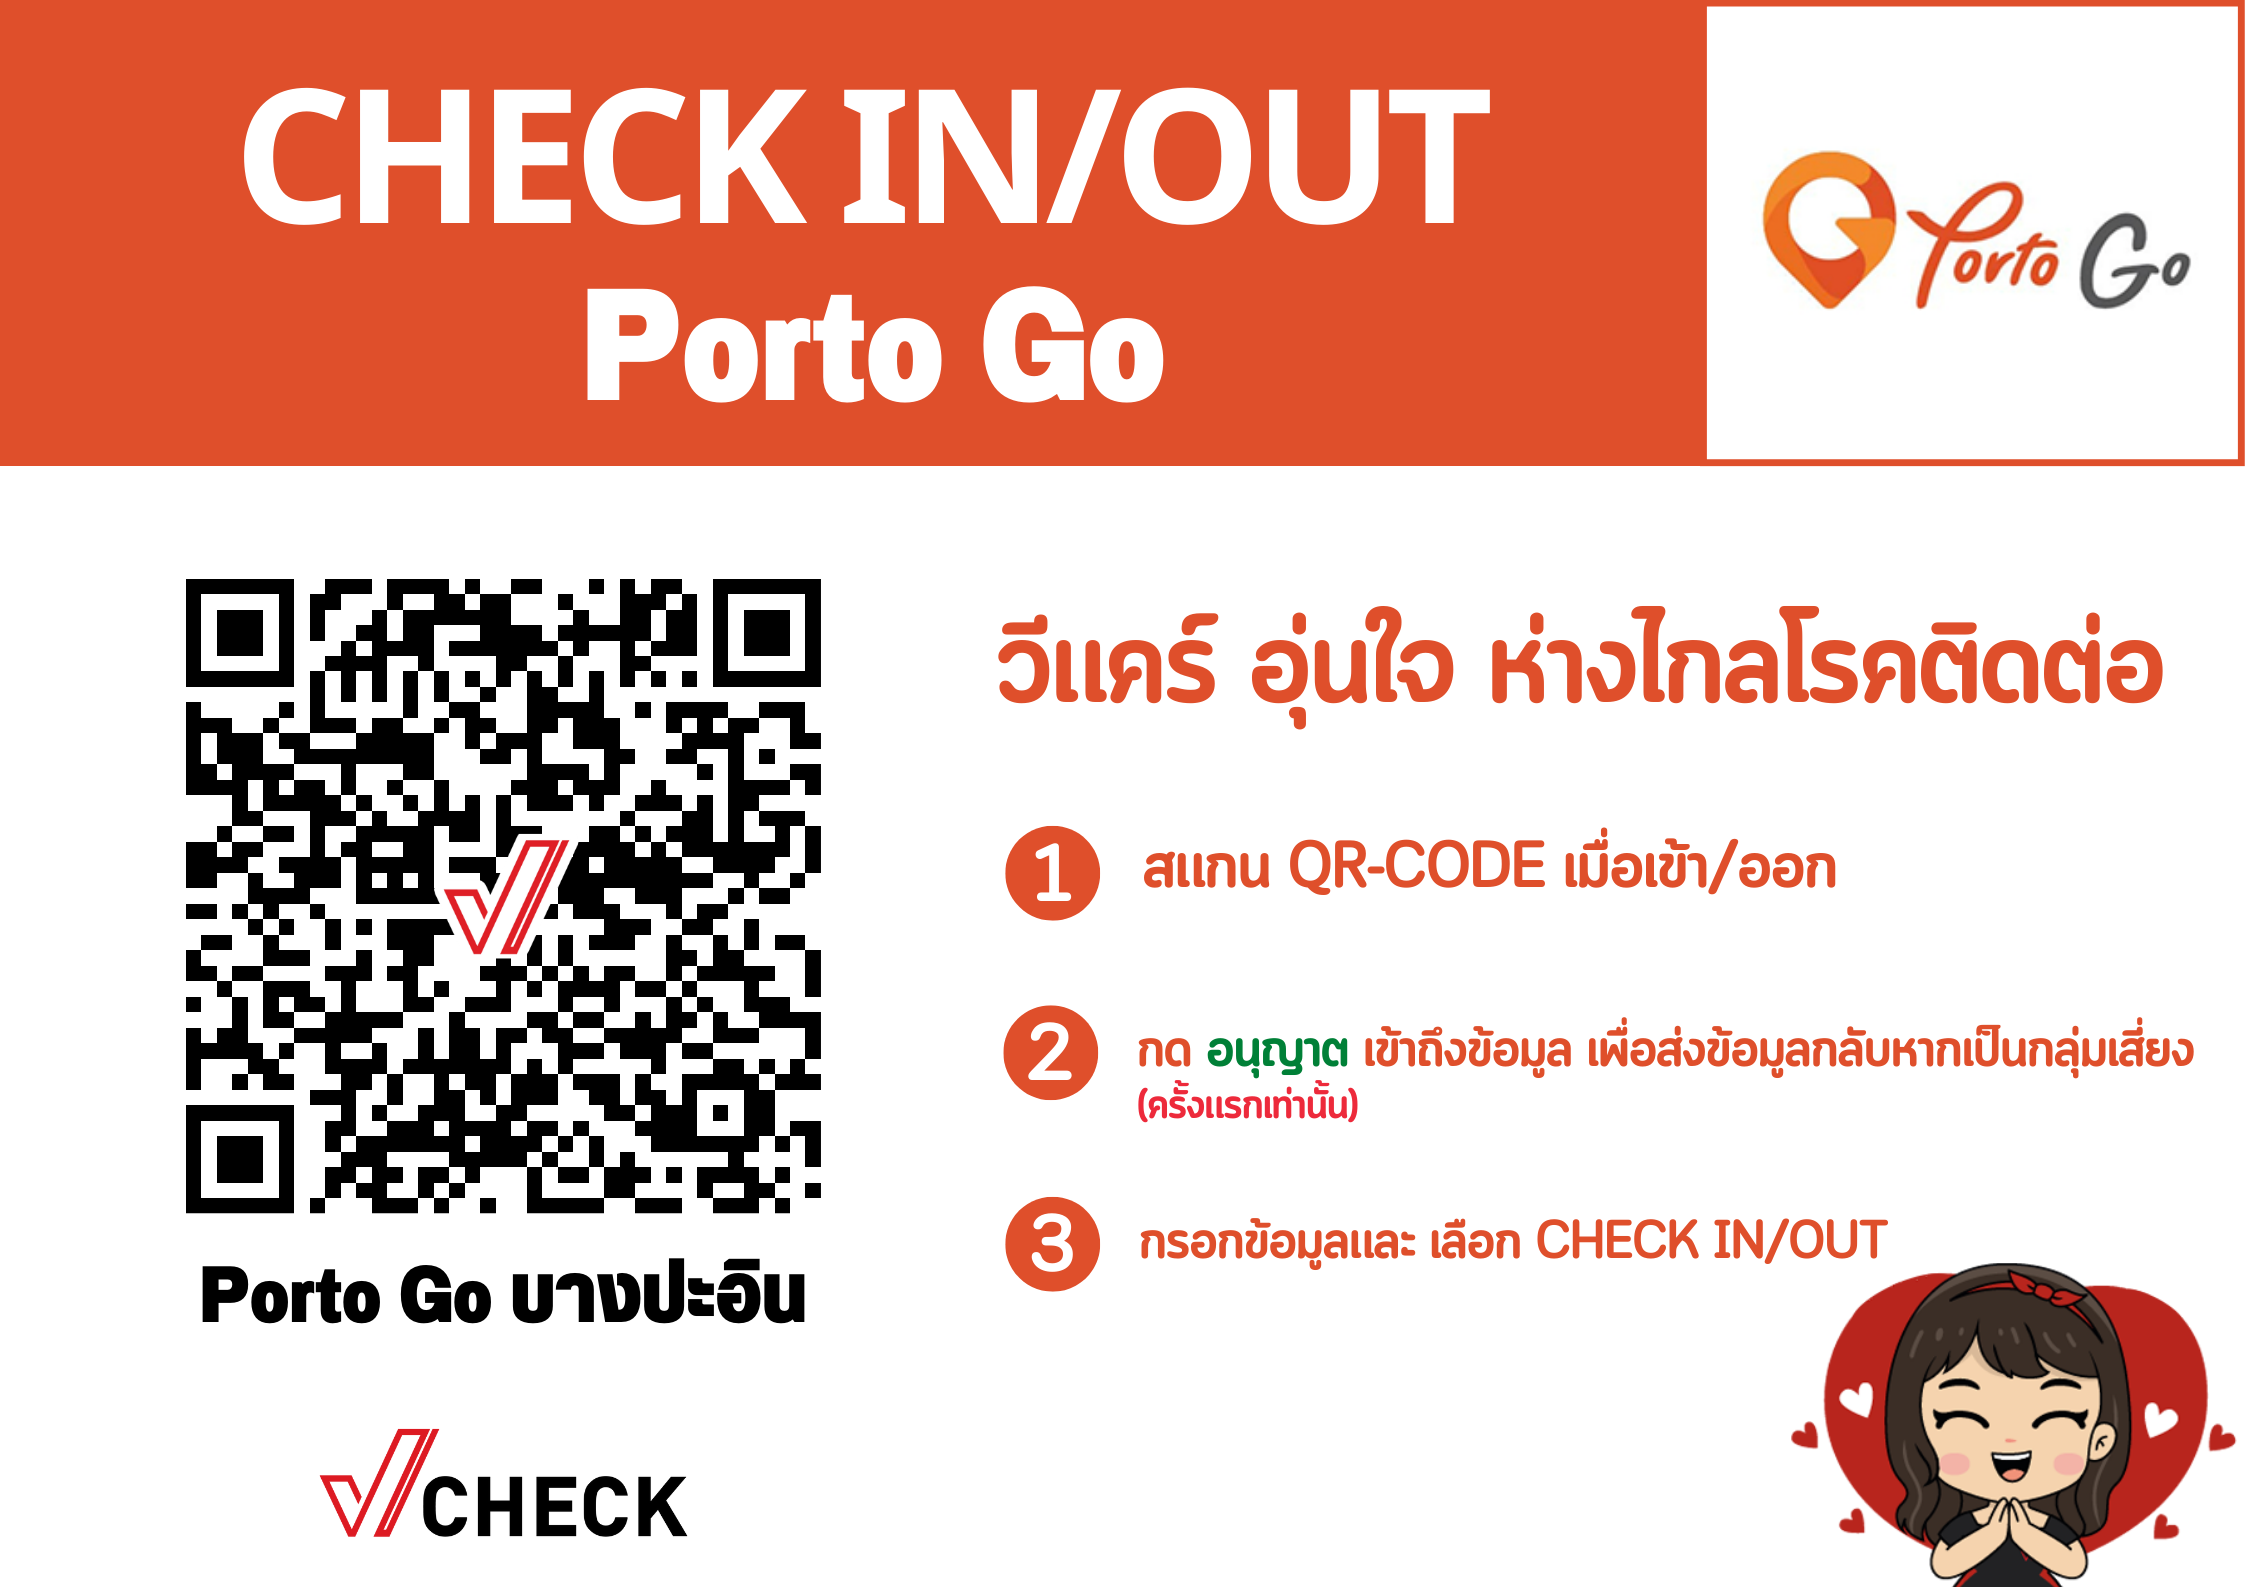 CHECK IN/OUT
Porto Go
Porto Go
วีแคร์ อุ่นใจ ห่างไกลโรคติดต่อ
1 สแกน QR-CODE เมื่อเข้า/ออก
2 กด อนุญาต เข้าถึงข้อมูล เพื่อส่งข้อมูลกลับหากเป็นกลุ่มเสี่ยง
(ครั้งแรกเท่านั้น)
3 กรอกข้อมูลและ เลือก CHECK IN/OUT
Porto Go บางปะอิน
CHECK